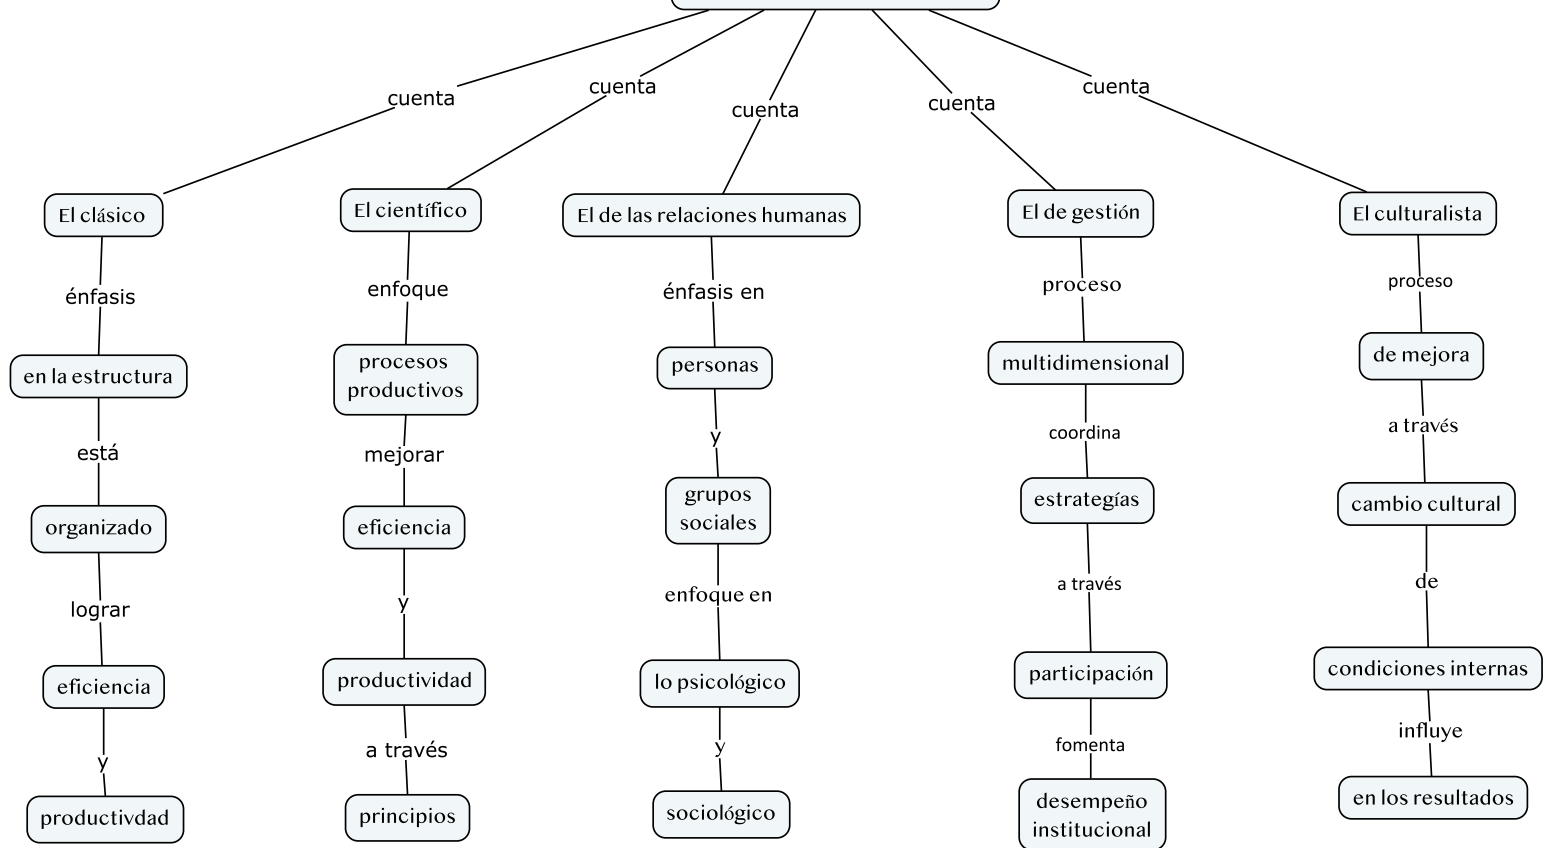 cuenta
cuenta
cuenta
cuenta
cuenta
El clásico
énfasis
en la estructura
está
organizado
lograr
eficiencia
y
productivdad
El científico
enfoque
procesos
productivos
mejorar
eficiencia
y
productividad
a través
principios
El de las relaciones humanas
énfasis en
personas
y
grupos
sociales
enfoque en
lo psicológico
y
sociológico
El de gestión
proceso
multidimensional
coordina
estrategías
a través
participación
fomenta
desempeño
institucional
El culturalista
proceso
de mejora
a través
cambio cultural
de
condiciones internas
influye
en los resultados